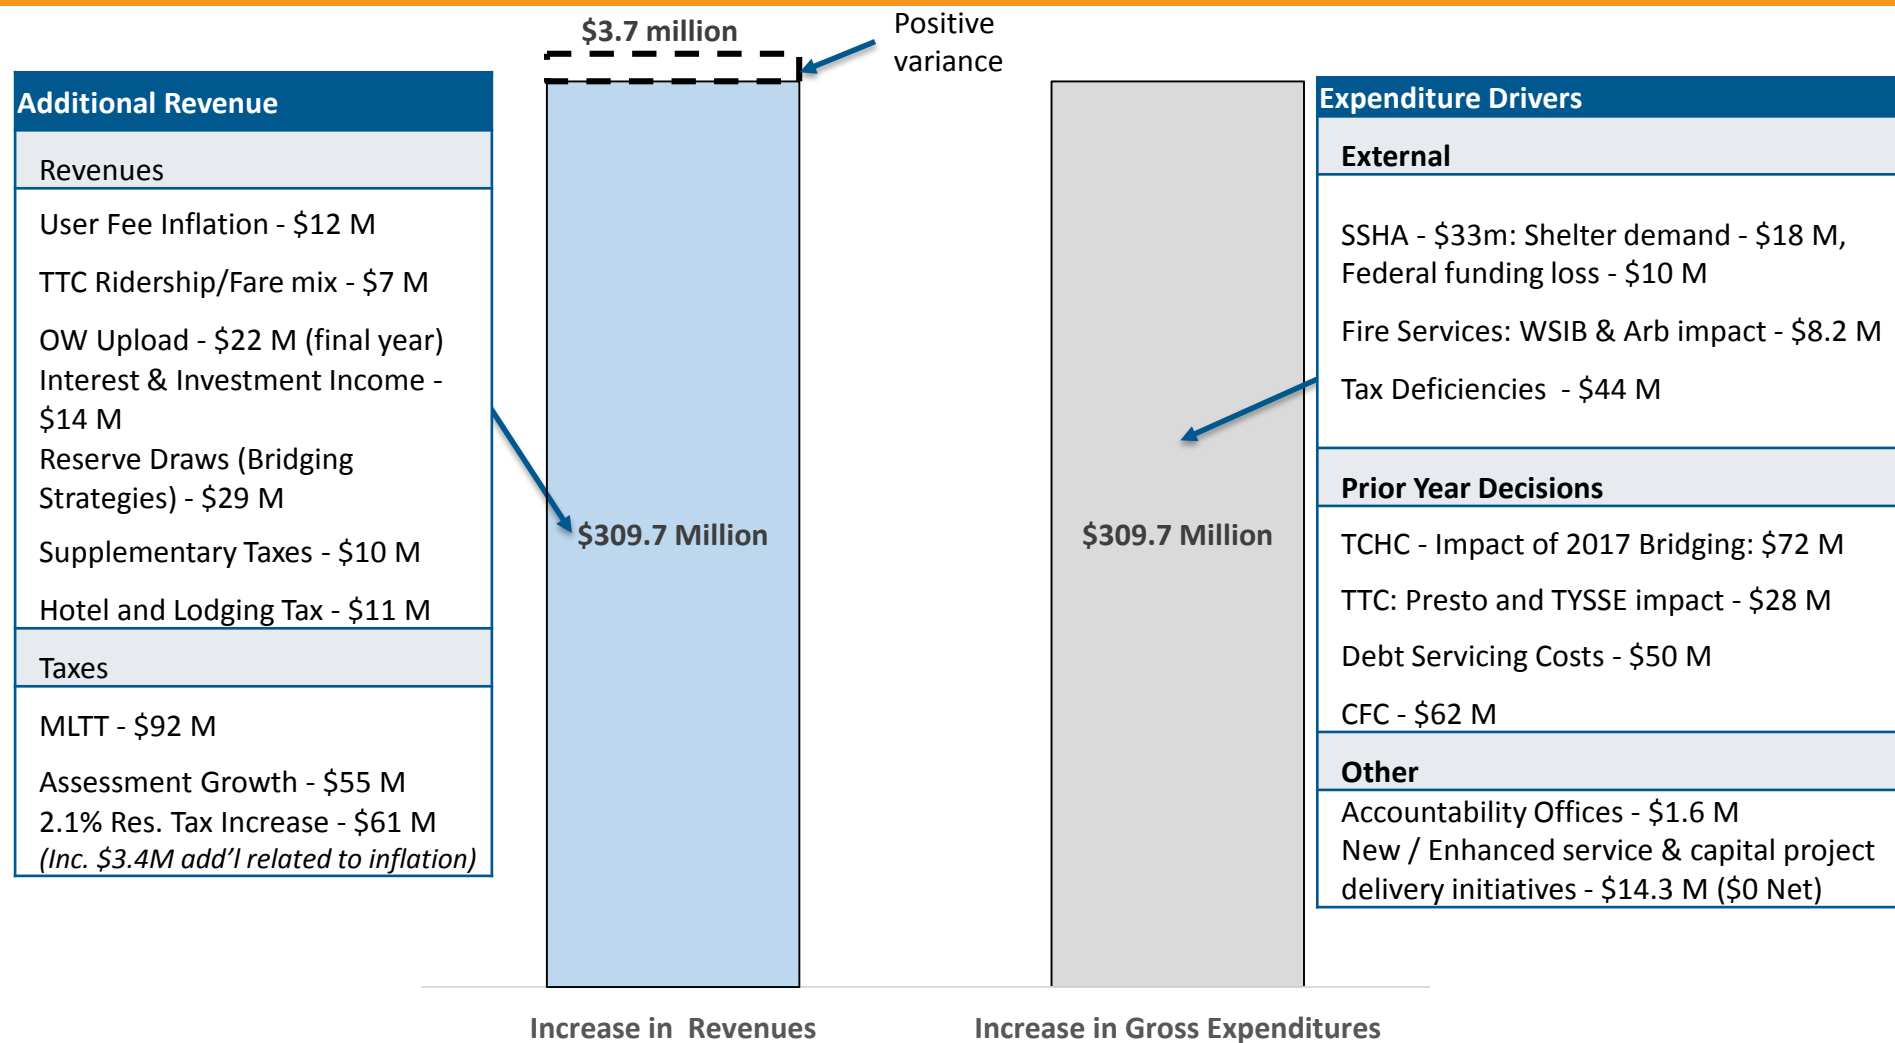 $3.7 million
Positive
variance
Additional Revenue
Revenues
User Fee Inflation - $12 M
TTC Ridership/Fare mix - $7 M
OW Upload - $22 M (final year)
Interest & Investment Income -
$14 M
Reserve Draws (Bridging
Strategies) - $29 M
Supplementary Taxes - $10 M
Hotel and Lodging Tax - $11 M
Taxes
MLTT - $92 M
Assessment Growth - $55 M
2.1% Res. Tax Increase - $61 M
(Inc. $3.4M add’l related to inflation)
$309.7 Million
$309.7 Million
Expenditure Drivers
External
SSHA - $33m: Shelter demand - $18 M,
Federal funding loss - $10 M
Fire Services: WSIB & Arb impact - $8.2 M
Tax Deficiencies  - $44 M
Prior Year Decisions
TCHC - Impact of 2017 Bridging: $72 M
TTC: Presto and TYSSE impact - $28 M
Debt Servicing Costs - $50 M
CFC - $62 M
Other
Accountability Offices - $1.6 M
New / Enhanced service & capital project
delivery initiatives - $14.3 M ($0 Net)
Increase in  Revenues
Increase in Gross Expenditures